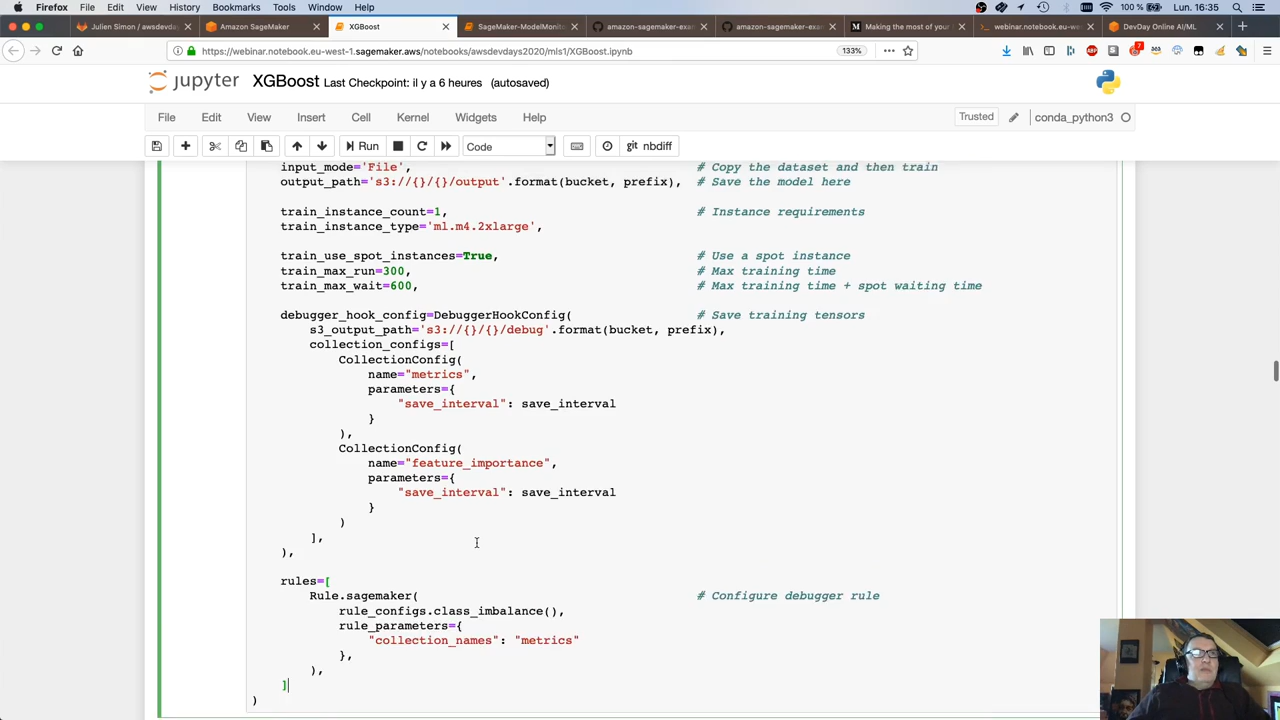 Firefox File Edit View History Bookmarks Tools Window Help 100 % Lun. 16:35
Julien Simon / awsdevds
Amazon SageMaker
XGBoost
SageMaker-ModelMonito
amazon-sagemaker-exam
amazon-sagemaker-exam
Making the most of your
webinar.notebook.eu-west-1
DevDay Online AI/ML
https://webinar.notebook.eu-west-1.sagemaker.aws/notebooks/awsdevdays2020/mls1/XGBoost.ipynb 133%
jupyter XGBoost Last Checkpoint: il y a 6 heures (autosaved)
File Edit View Insert Cell Kernel Widgets Help Trusted conda_python3
Run Code git nbdiff
input_mode='File', # Copy the dataset and then train
output_path='s3://{}/{}/output'.format(bucket, prefix), # Save the model here
train_instance_count=1, # Instance requirements
train_instance_type='ml.m4.2xlarge',
train_use_spot_instances=True, # Use a spot instance
train_max_run=300, # Max training time
train_max_wait=600, # Max training time + spot waiting time
debugger_hook_config=DebuggerHookConfig( # Save training tensors
s3_output_path='s3://{}/{}/debug'.format(bucket, prefix),
collection_configs=[
CollectionConfig(
name="metrics",
parameters={
"save_interval": save_interval
}
),
CollectionConfig(
name="feature_importance",
parameters={
"save_interval": save_interval
}
)
],
),
rules=[
Rule.sagemaker( # Configure debugger rule
rule_configs.class_imbalance(),
rule_parameters={
"collection_names": "metrics"
},
),
]
)